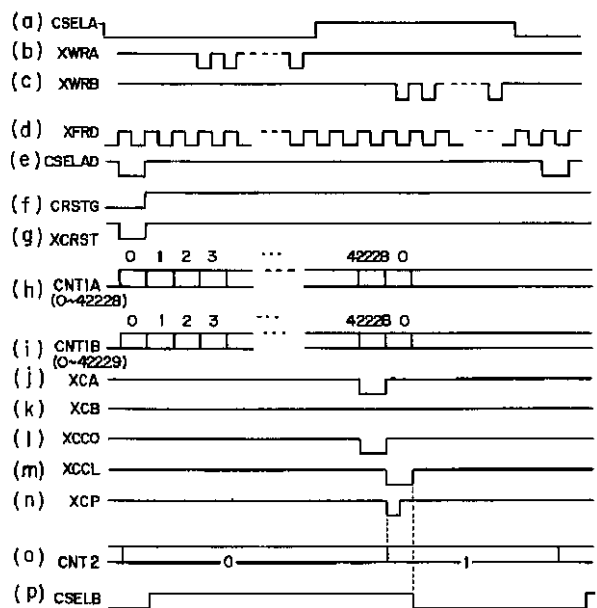 (a) CSELA
(b) XWRA
(c) XWRB
(d) XFRD
(e) CSELAD
(f) CRSTG
(g) XCRST
0 1 2 3 ... 42228 0
(h) CNT1A
(0~42228)
0 1 2 3 ... 42228 0
(i) CNT1B
(0~42229)
(j) XCA
(k) XCB
(l) XCCO
(m) XCCL
(n) XCP
(o) CNT2 0 1
(p) CSELB